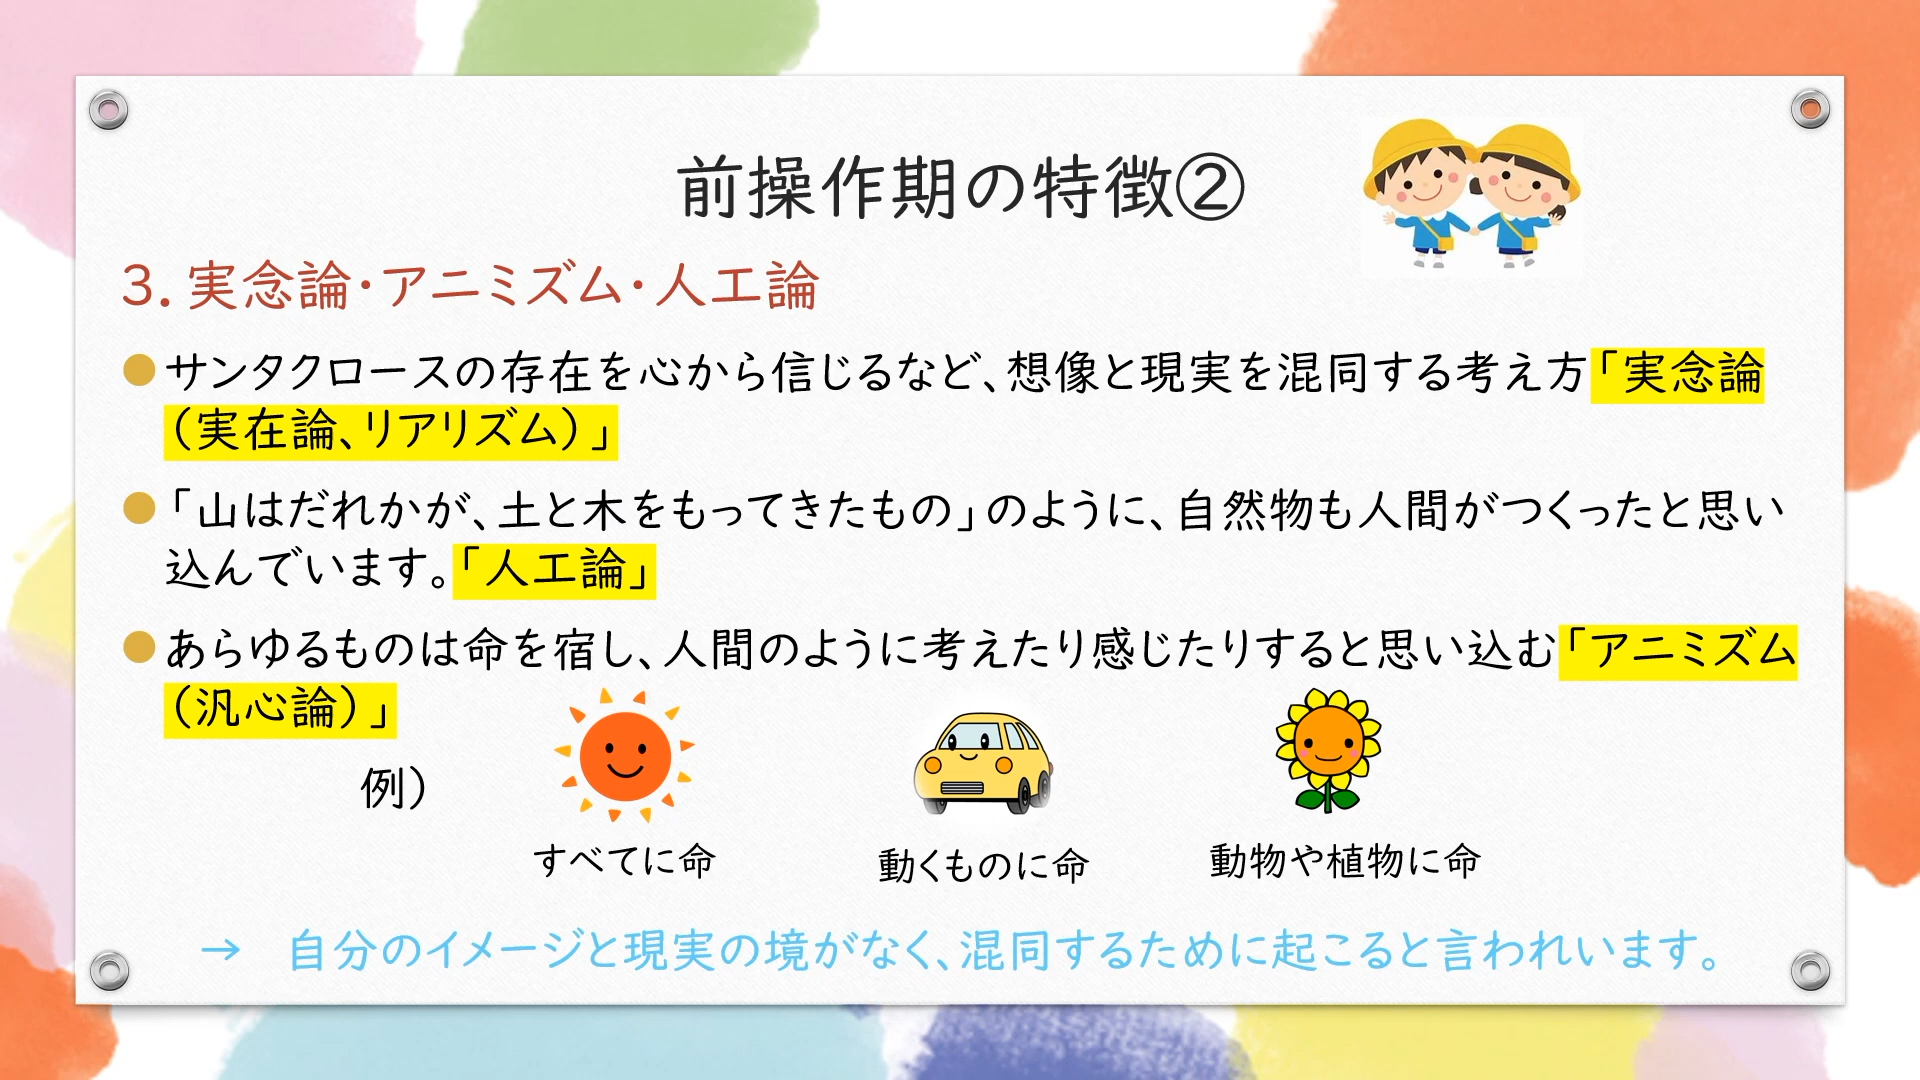 前操作期の特徴②
3. 実念論・アニミズム・人工論
●サンタクロースの存在を心から信じるなど、想像と現実を混同する考え方「実念論
（実在論、リアリズム）」
●「山はだれかが、土と木をもってきたもの」のように、自然物も人間がつくったと思い
込んでいます。「人工論」
●あらゆるものは命を宿し、人間のように考えたり感じたりすると思い込む「アニミズム
（汎心論）」
例）
すべてに命
動くものに命
動物や植物に命
→　自分のイメージと現実の境がなく、混同するために起こると言われいます。